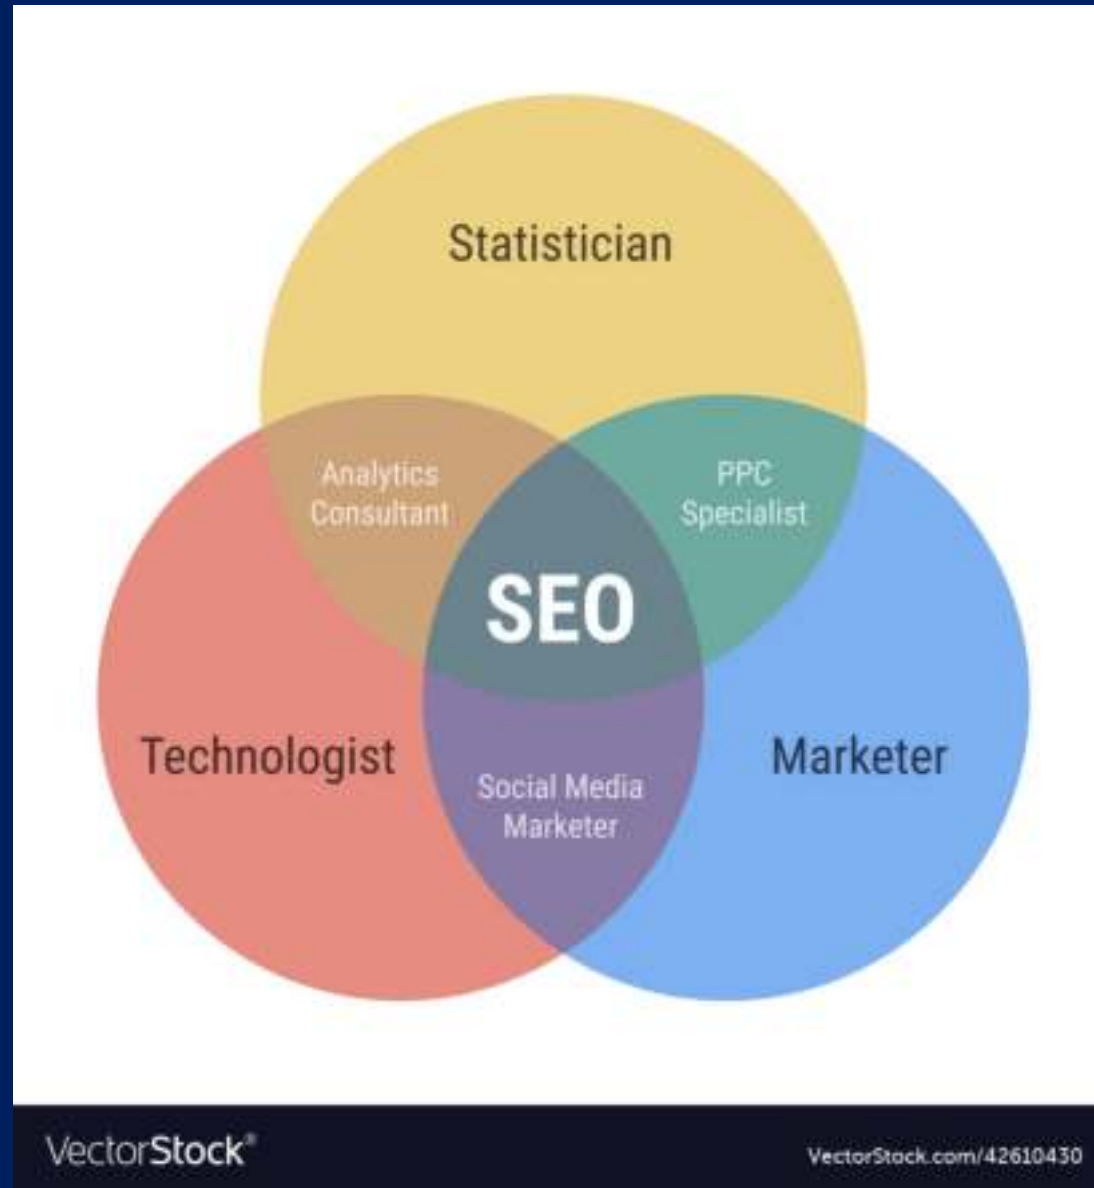 Statistician
Analytics
Consultant
PPC
Specialist
SEO
Technologist
Marketer
Social Media
Marketer
VectorStock®
VectorStock.com/42610430